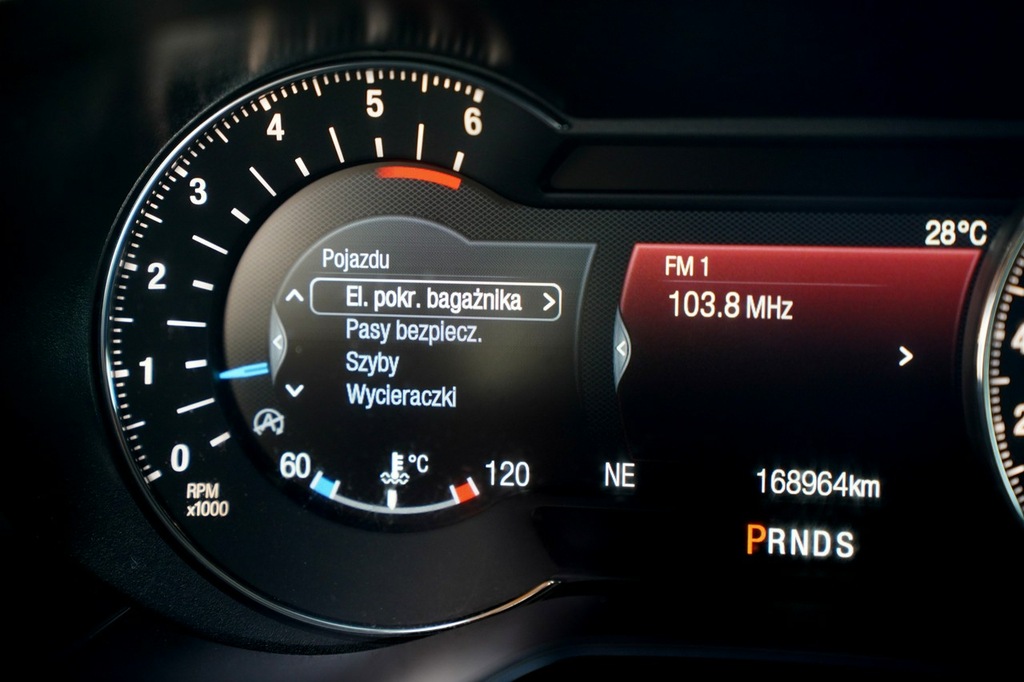 6
5
4
3
2
1
0
RPM
x1000
Pojazdu
El. pokr. bagażnika
Pasy bezpiecz.
Szyby
Wycieraczki
60
°C
120
28°C
FM 1
103.8 MHz
NE
168964km
PRNDS